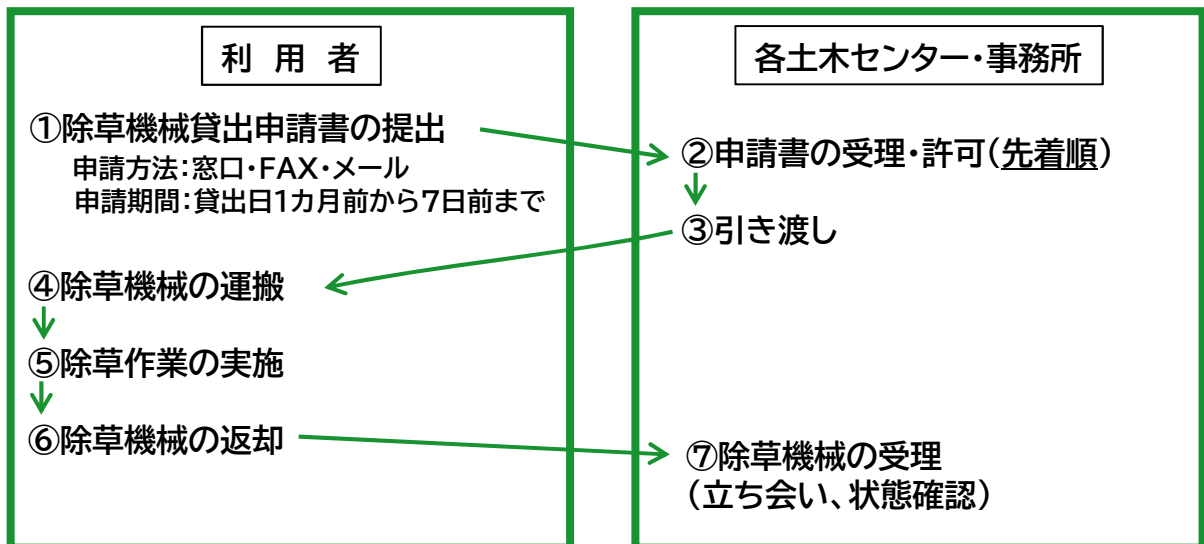 利 用 者
①除草機械貸出申請書の提出
申請方法:窓口・FAX・メール
申請期間:貸出日1カ月前から7日前まで
④除草機械の運搬
⑤除草作業の実施
⑥除草機械の返却
各土木センター・事務所
②申請書の受理・許可(先着順)
③引き渡し
⑦除草機械の受理
(立ち会い、状態確認)